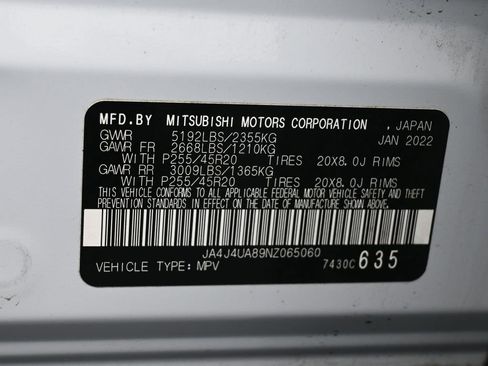 MFD.BY MITSUBISHI MOTORS CORPORATION , JAPAN
GVWR 5192LBS/2355KG JAN 2022
GAWR FR 2668LBS/1210KG
WITH P255/45R20 TIRES 20X8.0J RIMS
GAWR RR 3009LBS/1365KG
WITH P255/45R20 TIRES 20X8.0J RIMS
THIS VEHICLE CONFORMS TO ALL APPLICABLE FEDERAL MOTOR VEHICLE SAFETY AND THEFT
PREVENTION STANDARDS IN EFFECT ON THE DATE OF MANUFACTURE SHOWN ABOVE.
JA4J4UA89NZ065060
VEHICLE TYPE: MPV 7430C 635